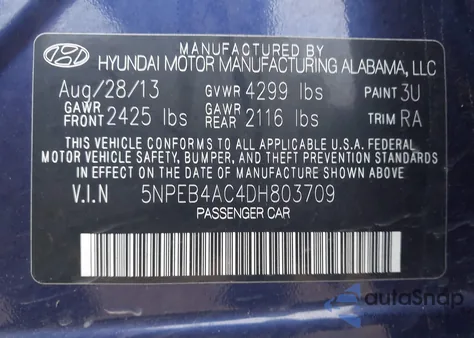 MANUFACTURED BY
HYUNDAI MOTOR MANUFACTURING ALABAMA, LLC
Aug/28/13 GVWR 4299 lbs PAINT 3U
GAWR FRONT 2425 lbs GAWR REAR 2116 lbs TRIM RA
THIS VEHICLE CONFORMS TO ALL APPLICABLE U.S.A. FEDERAL
MOTOR VEHICLE SAFETY, BUMPER, AND THEFT PREVENTION STANDARDS
IN EFFECT ON THE DATE OF MANUFACTURE SHOWN ABOVE.
V.I.N 5NPEB4AC4DH803709
PASSENGER CAR
autoSnap